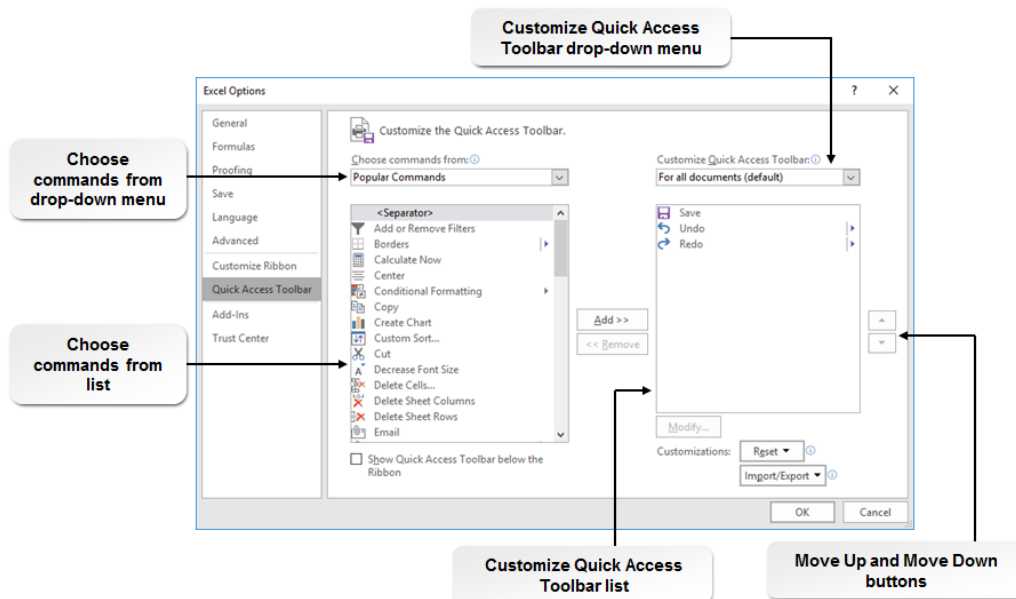 Customize Quick Access
Toolbar drop-down menu
Excel Options
?
General
Formulas
Proofing
Save
Language
Advanced
Customize Ribbon
Quick Access Toolbar
Add-Ins
Trust Center
Choose
commands from
drop-down menu
Choose
commands from
list
Customize the Quick Access Toolbar.
Choose commands from:
Popular Commands
<Separator>
Add or Remove Filters
Borders
Calculate Now
Center
Conditional Formatting
Copy
Create Chart
Custom Sort...
Cut
Decrease Font Size
Delete Cells...
Delete Sheet Columns
Delete Sheet Rows
Email
Show Quick Access Toolbar below the
Ribbon
Add >>
<< Remove
Customize Quick Access Toolbar:
For all documents (default)
Save
Undo
Redo
Modify...
Customizations:
Reset
Import/Export
OK
Cancel
Customize Quick Access
Toolbar list
Move Up and Move Down
buttons